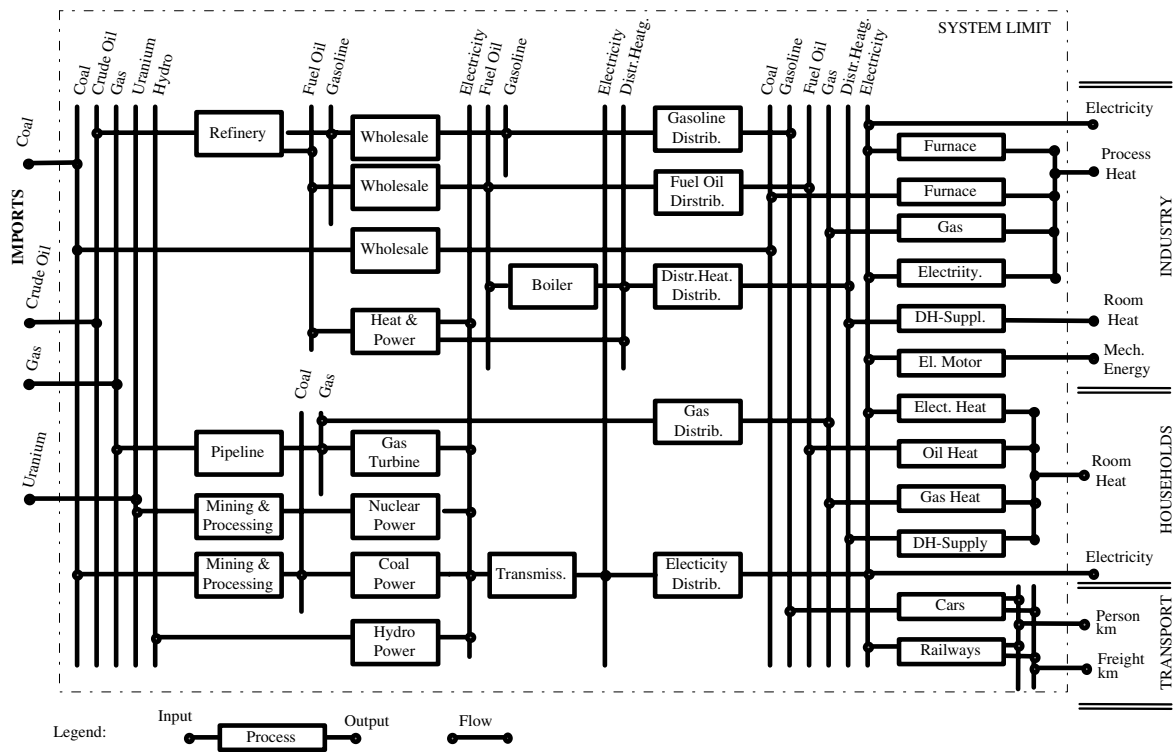 SYSTEM LIMIT
Coal
Crude Oil
Gas
Uranium
Hydro
Fuel Oil
Gasoline
Electricity
Fuel Oil
Gasoline
Electricity
Distr.Heatg.
Coal
Gasoline
Fuel Oil
Gas
Distr.Heatg.
Electricity
IMPORTS
Coal
Crude Oil
Gas
Uranium
Refinery
Wholesale
Gasoline
Distrib.
Wholesale
Fuel Oil
Dirstrib.
Wholesale
Boiler
Distr.Heat.
Distrib.
Heat &
Power
Coal
Gas
Gas
Distrib.
Pipeline
Gas
Turbine
Mining &
Processing
Nuclear
Power
Mining &
Processing
Coal
Power
Transmiss.
Electicity
Distrib.
Hydro
Power
Furnace
Furnace
Gas
Electriity.
DH-Suppl.
El. Motor
Elect. Heat
Oil Heat
Gas Heat
DH-Supply
Cars
Railways
Electricity
Process
Heat
Room
Heat
Mech.
Energy
INDUSTRY
Room
Heat
Electricity
HOUSEHOLDS
Person
km
Freight
km
TRANSPORT
Legend:
Input
Process
Output
Flow